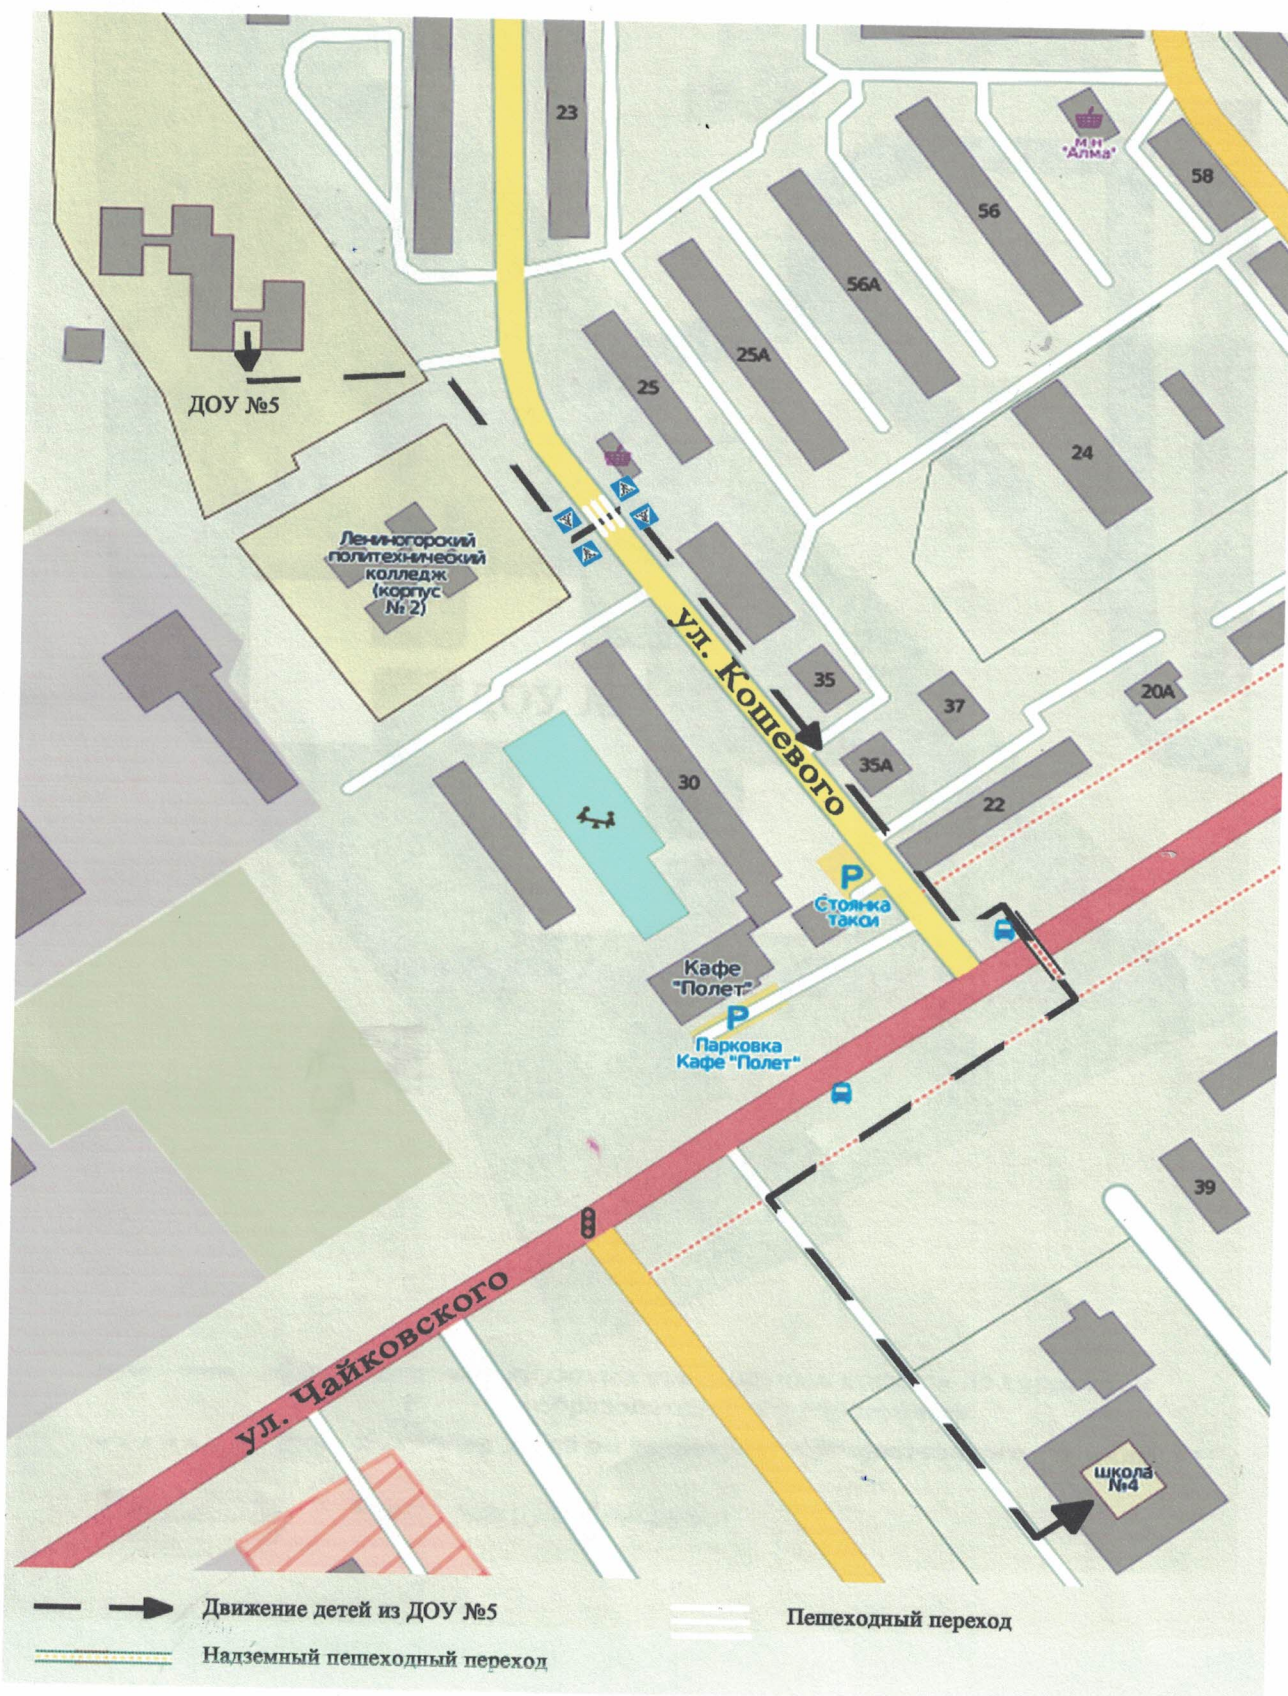 23
м-н
"Алма"
58
56
56А
25А
25
24
ДОУ №5
Лениногорский
политехнический
колледж
(корпус
№ 2)
ул. Кошевого
35
37
20А
35А
30
22
P
Стоянка
такси
Кафе
"Полет"
P
Парковка
Кафе "Полет"
39
ул. Чайковского
школа
№4
Движение детей из ДОУ №5
Пешеходный переход
Надземный пешеходный переход